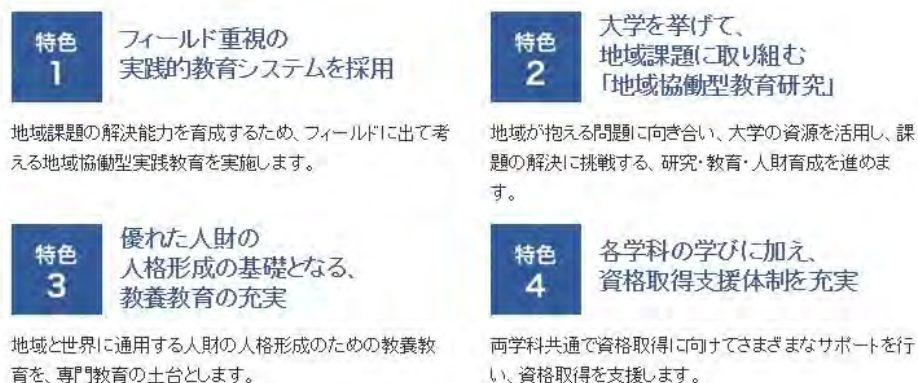 特色
1
フィールド重視の
実践的教育システムを採用
地域課題の解決能力を育成するため、フィールドに出て考
える地域協働型実践教育を実施します。
特色
2
大学を挙げて、
地域課題に取り組む
「地域協働型教育研究」
地域が抱える問題に向き合い、大学の資源を活用し、課
題の解決に挑戦する、研究・教育・人財育成を進めま
す。
特色
3
優れた人財の
人格形成の基礎となる、
教養教育の充実
地域と世界に通用する人財の人格形成のための教養教
育を、専門教育の土台とします。
特色
4
各学科の学びに加え、
資格取得支援体制を充実
両学科共通で資格取得に向けてさまざまなサポートを行
い、資格取得を支援します。